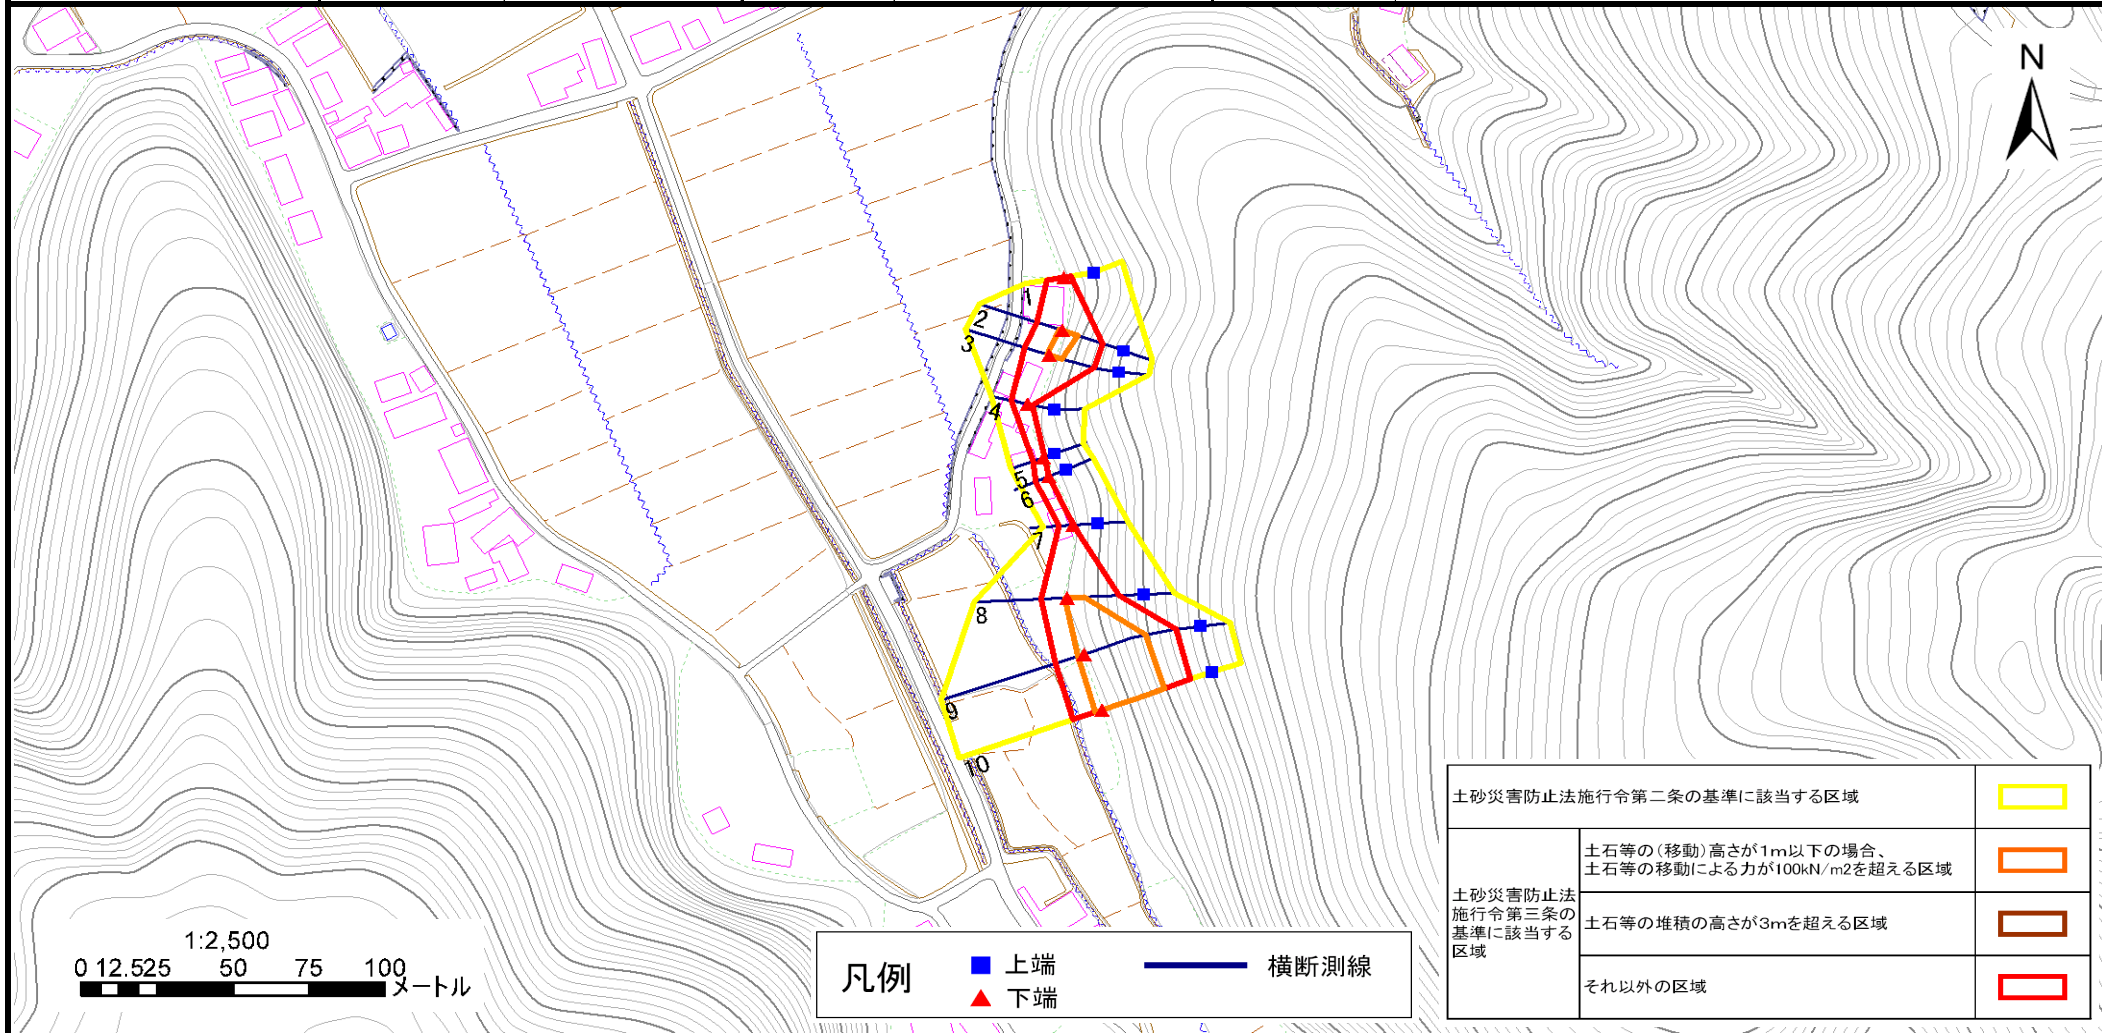 N
1
2
3
4
5
6
7
8
9
10
土砂災害防止法施行令第二条の基準に該当する区域
土砂災害防止法
施行令第三条の
基準に該当する
区域
土石等の(移動)高さが1m以下の場合、
土石等の移動による力が100kN/m2を超える区域
土石等の堆積の高さが3mを超える区域
それ以外の区域
1:2,500
0 12.525 50 75 100
メートル
凡例
上端
下端
横断測線